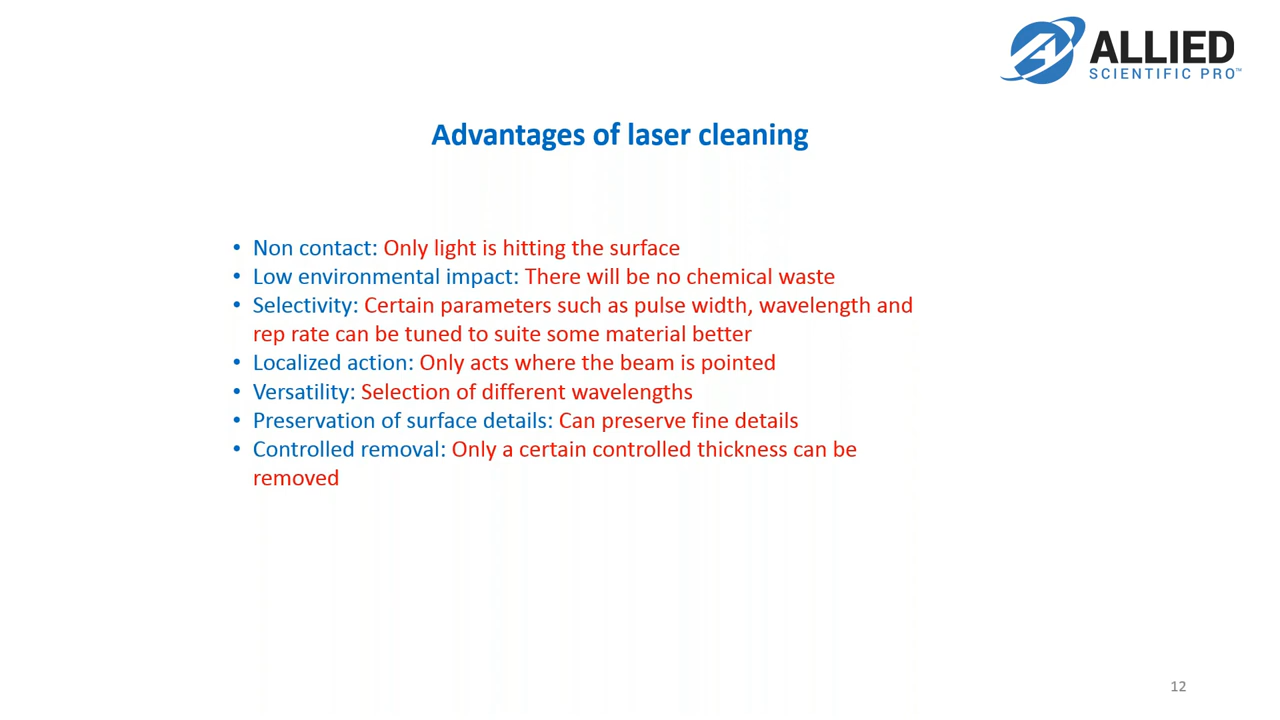 ALLIED
SCIENTIFIC PRO™
Advantages of laser cleaning
• Non contact: Only light is hitting the surface
• Low environmental impact: There will be no chemical waste
• Selectivity: Certain parameters such as pulse width, wavelength and
rep rate can be tuned to suite some material better
• Localized action: Only acts where the beam is pointed
• Versatility: Selection of different wavelengths
• Preservation of surface details: Can preserve fine details
• Controlled removal: Only a certain controlled thickness can be
removed
12